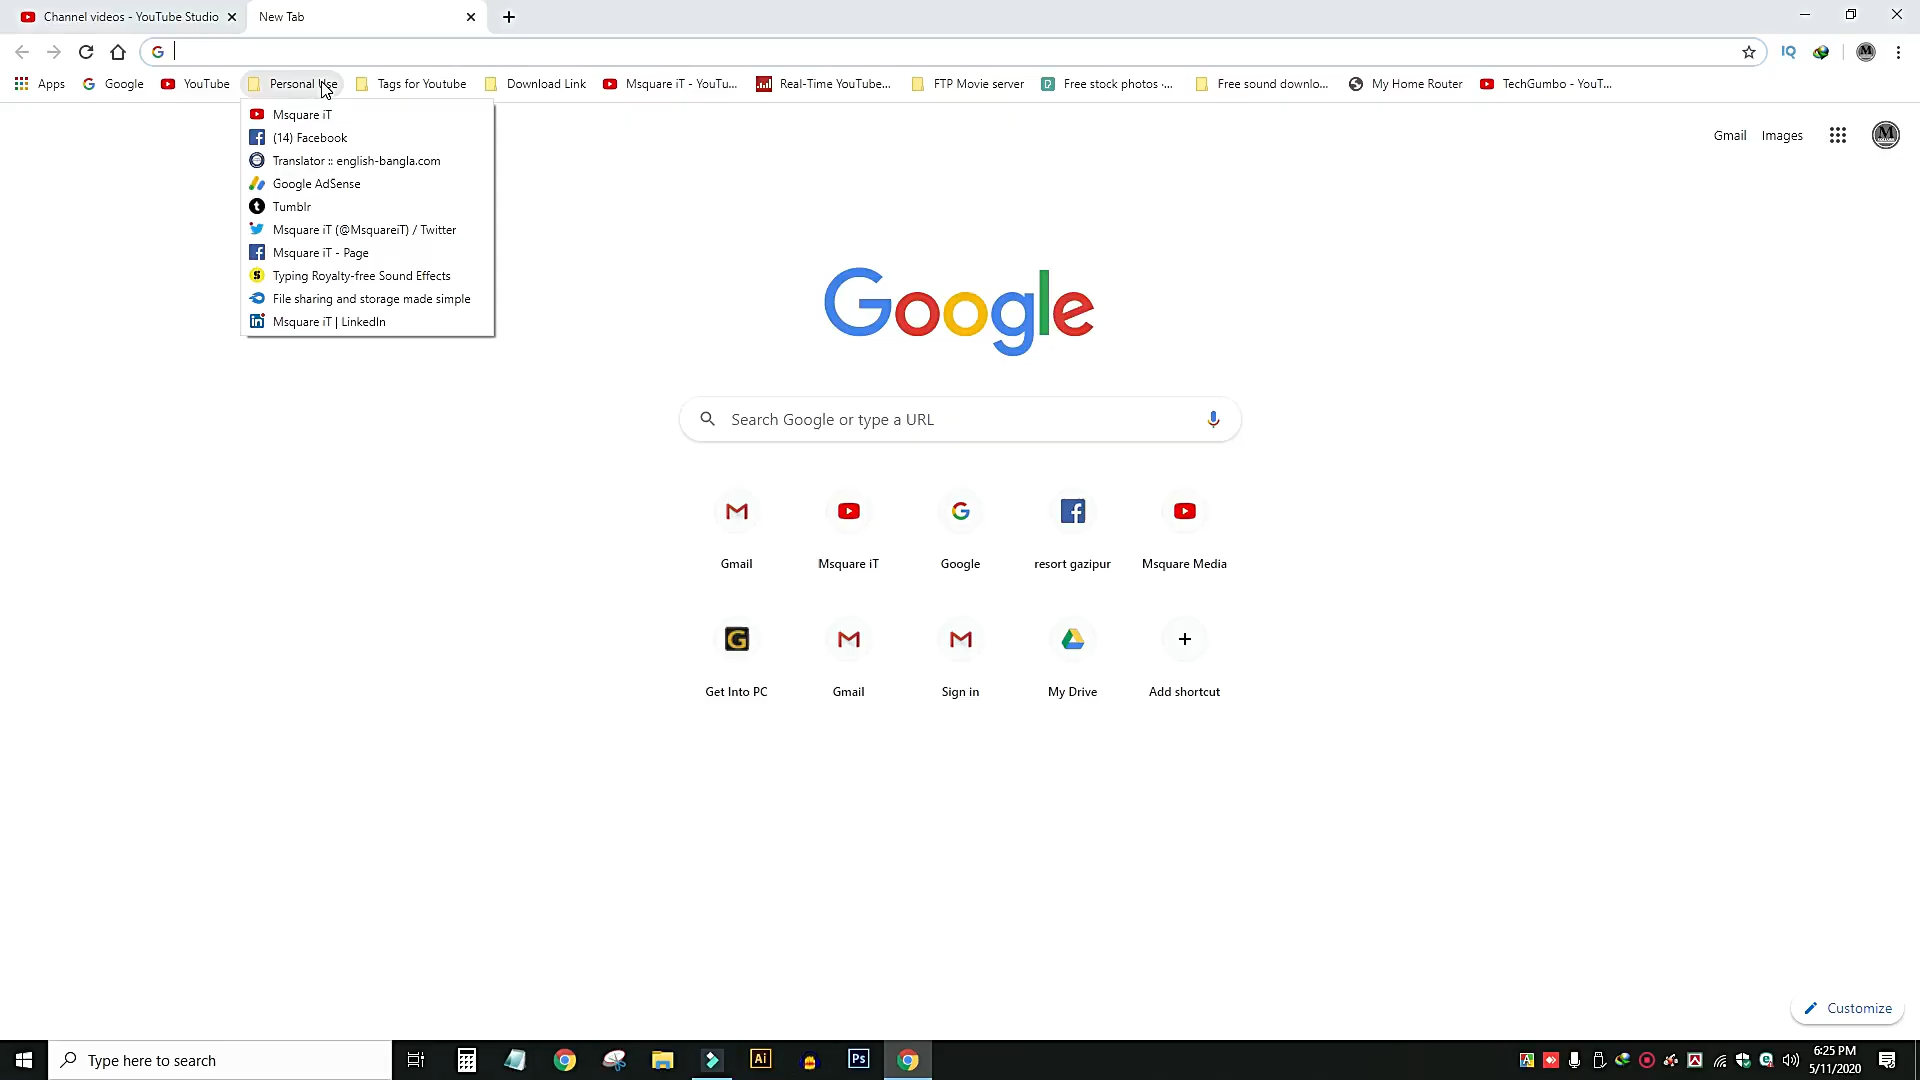 Channel videos - YouTube Studio
New Tab
Apps
Google
YouTube
Personal Use
Tags for Youtube
Download Link
Msquare iT - YouTu...
Real-Time YouTube...
FTP Movie server
Free stock photos ·...
Free sound downlo...
My Home Router
TechGumbo - YouT...
Msquare iT
(14) Facebook
Translator :: english-bangla.com
Google AdSense
Tumblr
Msquare iT (@MsquareiT) / Twitter
Msquare iT - Page
Typing Royalty-free Sound Effects
File sharing and storage made simple
Msquare iT | LinkedIn
Gmail
Images
Google
Search Google or type a URL
Gmail
Msquare iT
Google
resort gazipur
Msquare Media
Get Into PC
Gmail
Sign in
My Drive
Add shortcut
Customize
Type here to search
Ai
Ps
6:25 PM
5/11/2020